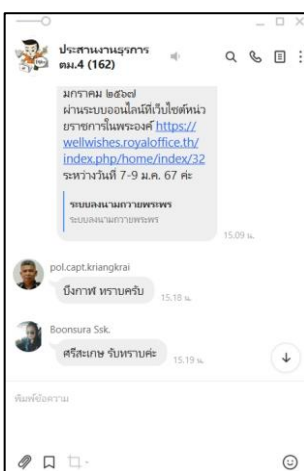 ประสานงานธุรการ
ตม.4 (162)
มกราคม ๒๕๖๗
ผ่านระบบออนไลน์ที่เว็บไซต์หน่ว
ยราชการในพระองค์ https://
wellwishes.royaloffice.th/
index.php/home/index/32
ระหว่างวันที่ 7-9 ม.ค. 67 ค่ะ
ระบบลงนามถวายพระพร
ระบบลงนามถวายพระพร
15.09 น.
pol.capt.kriangkrai
บึงกาฬ ทราบครับ
15.18 น.
Boonsura Ssk.
ศรีสะเกษ รับทราบค่ะ
15.19 น.
พิมพ์ข้อความ